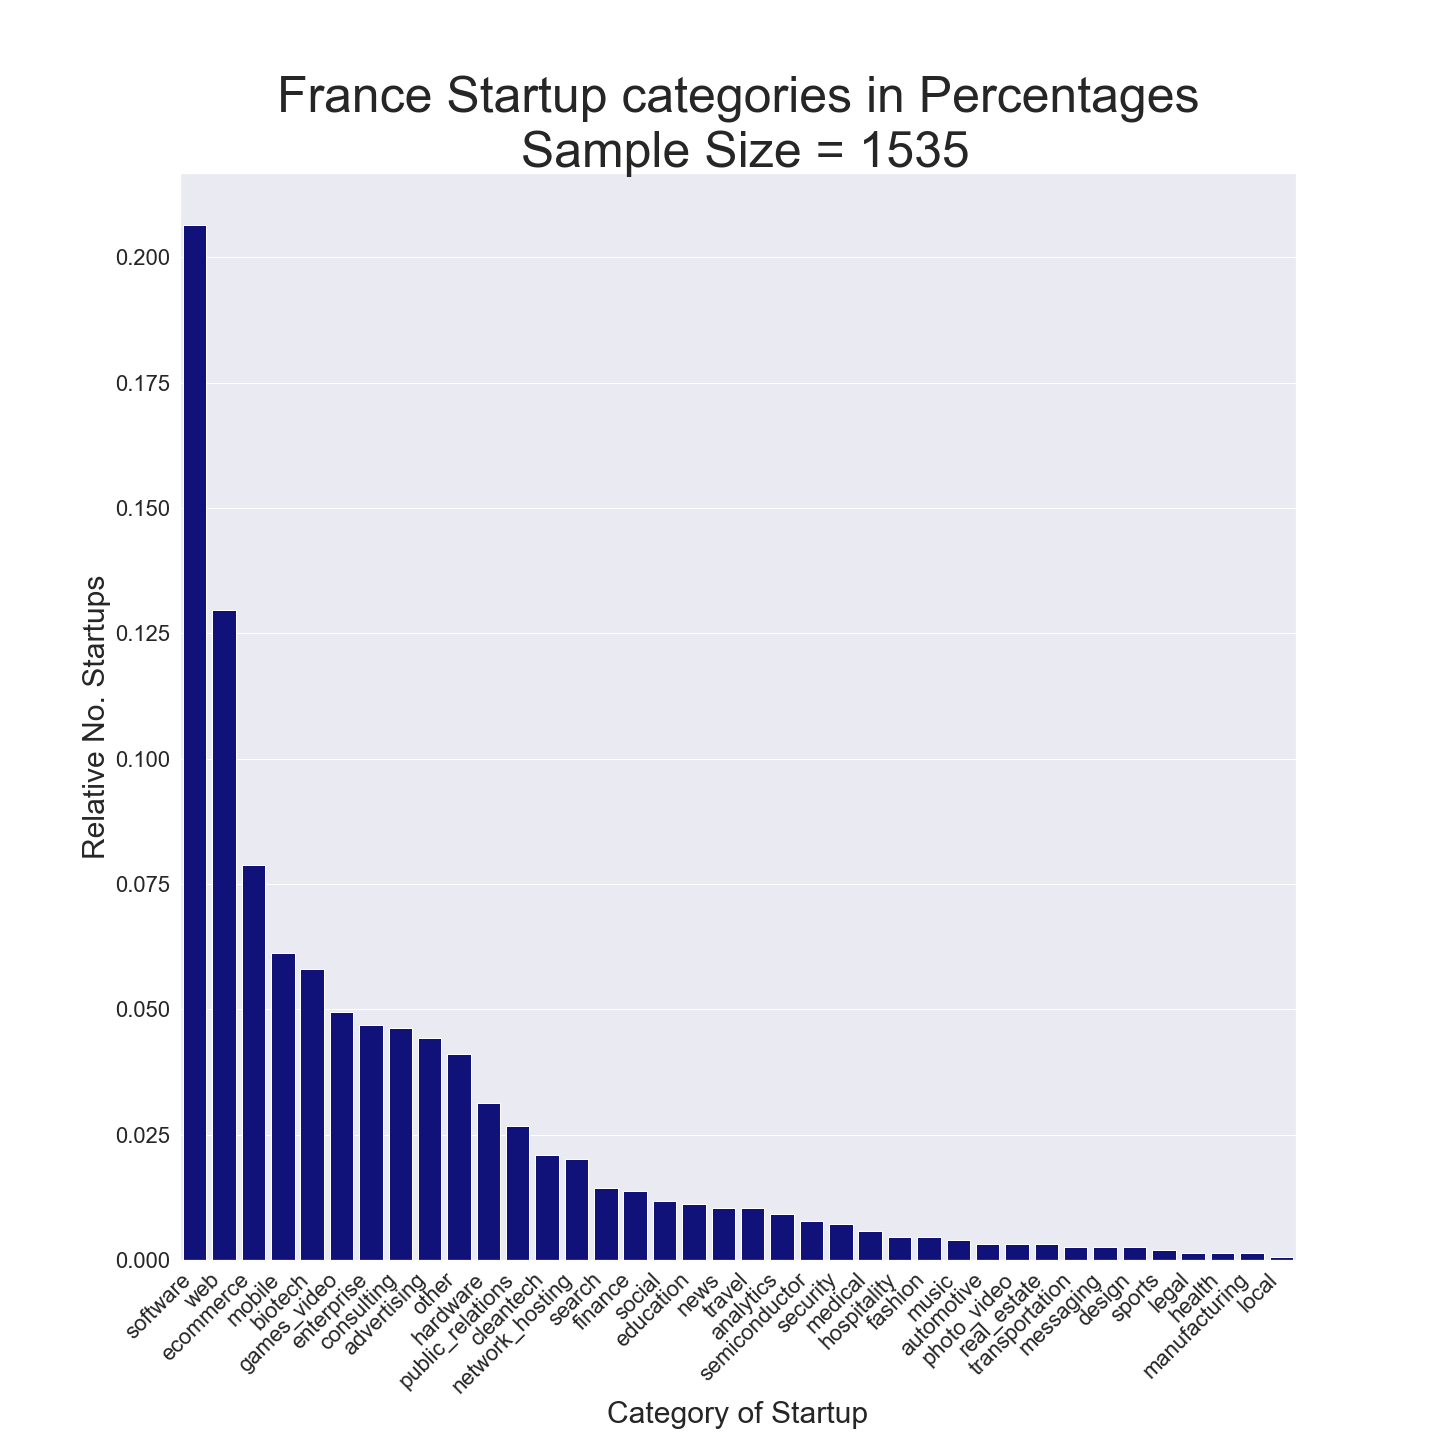 France Startup categories in Percentages
Sample Size = 1535
0.200
0.175
0.150
0.125
0.100
0.075
0.050
0.025
0.000
Relative No. Startups
software
web
ecommerce
mobile
biotech
games_video
enterprise
consulting
advertising
other
hardware
public_relations
cleantech
network_hosting
search
finance
social
education
news
travel
analytics
semiconductor
security
medical
hospitality
fashion
music
automotive
photo_video
real_estate
transportation
messaging
design
sports
legal
health
manufacturing
local
Category of Startup